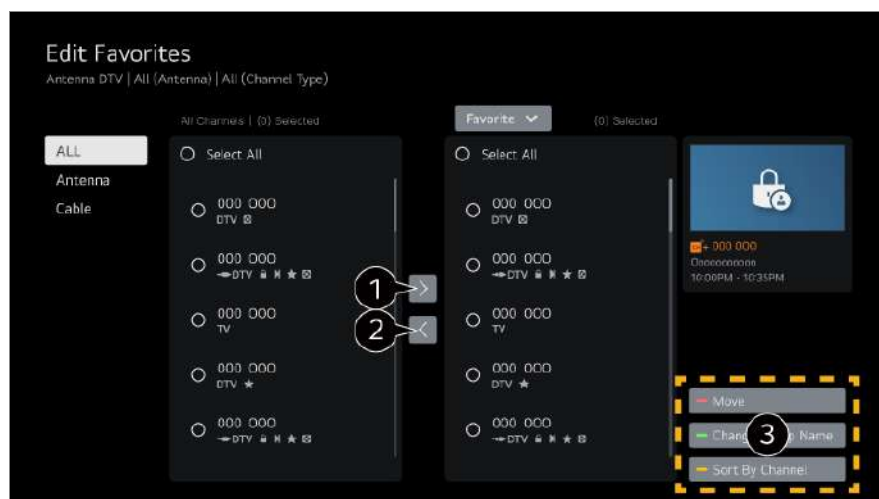 Edit Favorites
Antenna DTV | All (Antenna) | All (Channel Type)
All Channels | (0) Selected
Favorite
(0) Selected
ALL
Antenna
Cable
Select All
000 000
DTV
000 000
DTV
000 000
TV
000 000
DTV
000 000
DTV
1
2
Select All
000 000
DTV
000 000
DTV
000 000
TV
000 000
DTV
000 000
DTV
+ 000 000
10:00PM - 10:35PM
Move
Name
Sort By Channel
3